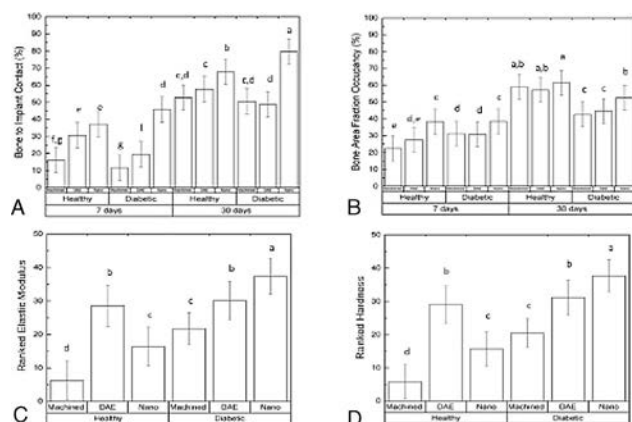 Bone to Implant Contact (%)
100
90
80
70
60
50
40
30
20
10
0
f,g
e
e
g
f
d
c,d
c
b
c,d
d
a
Healthy Diabetic Healthy Diabetic
7 days 30 days
A
Bone Area Fraction Occupancy (%)
100
90
80
70
60
50
40
30
20
10
0
e
d,e
c
d
d
c
a,b
a,b
a
c
c
b
Healthy Diabetic Healthy Diabetic
7 days 30 days
B
Ranked Elastic Modulus
50
40
30
20
10
0
d
b
c
c
b
a
Machined DAE Nano Machined DAE Nano
Healthy Diabetic
C
Ranked Hardness
50
40
30
20
10
0
d
b
c
c
b
a
Machined DAE Nano Machined DAE Nano
Healthy Diabetic
D